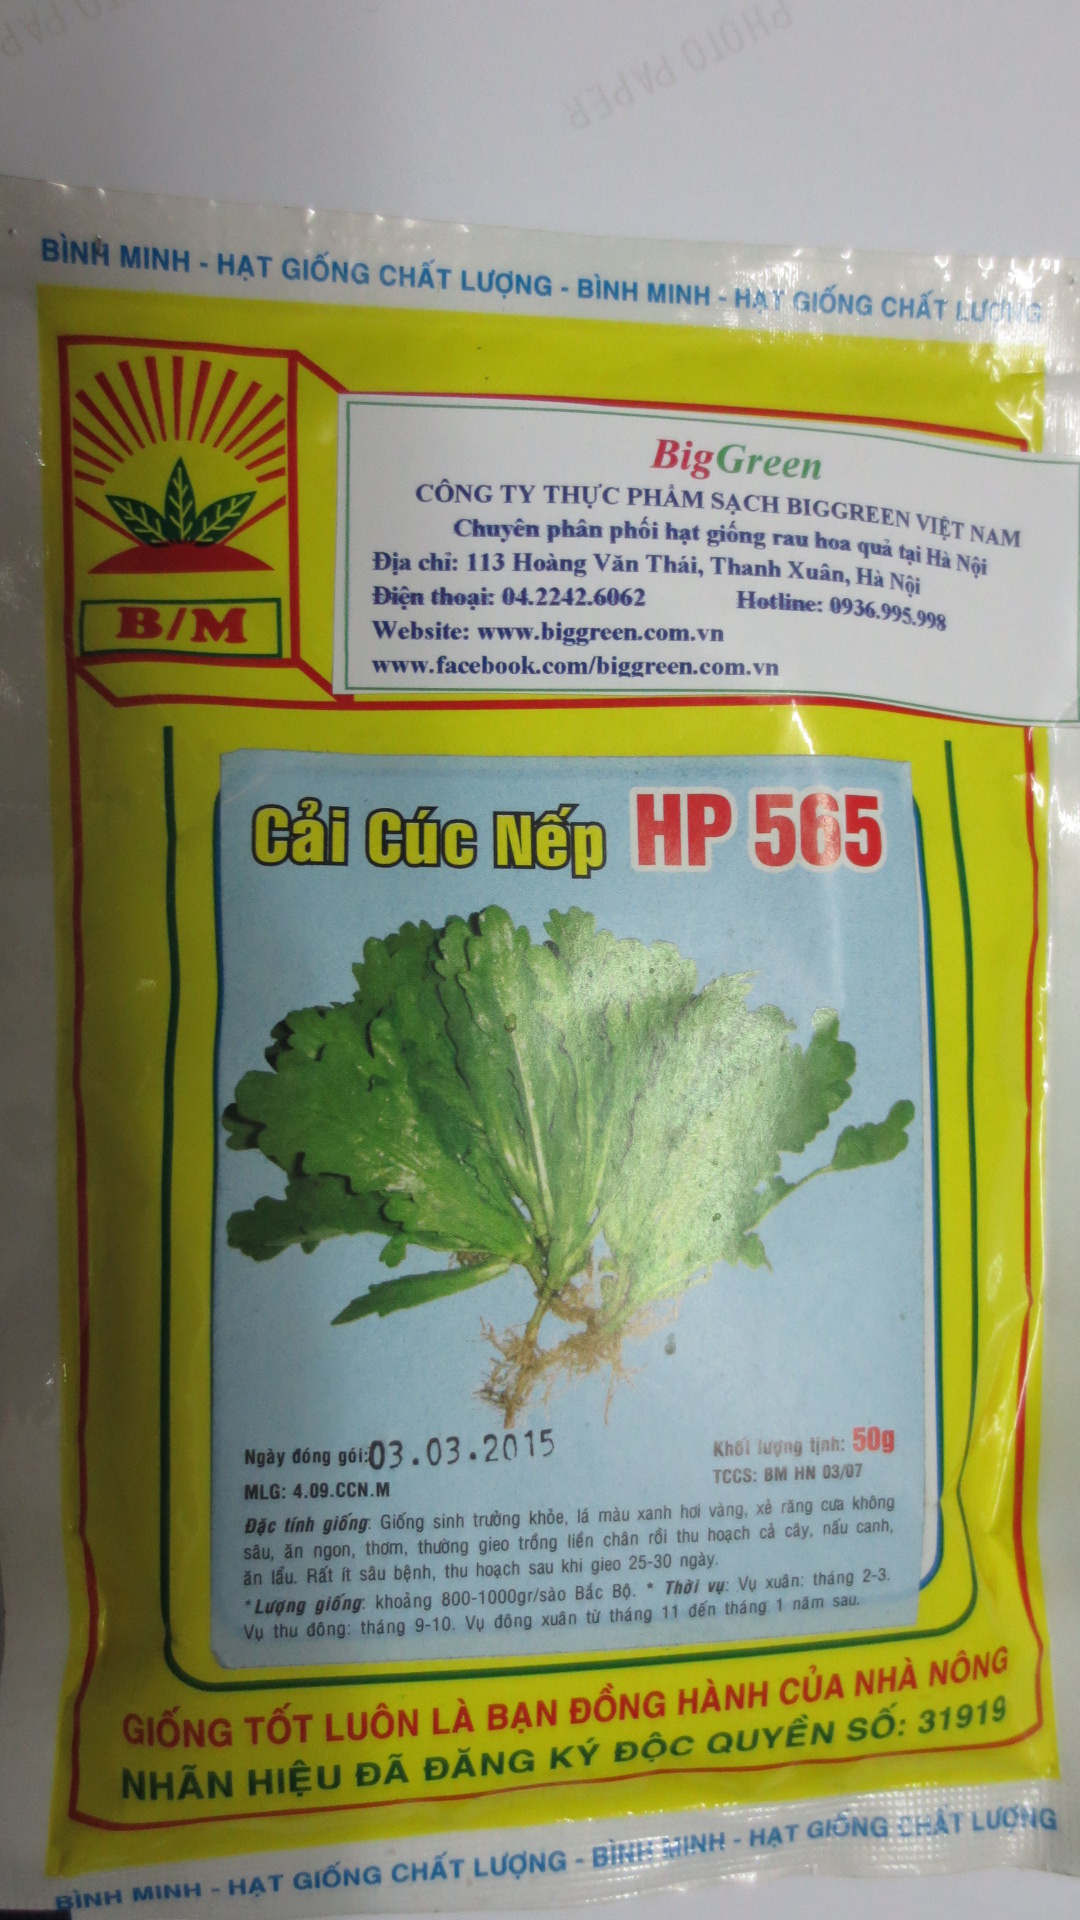 PHOTO PAPER
BÌNH MINH - HẠT GIỐNG CHẤT LƯỢNG - BÌNH MINH - HẠT GIỐNG CHẤT LƯỢNG
B/M
BigGreen
CÔNG TY THỰC PHẨM SẠCH BIGGREEN VIỆT NAM
Chuyên phân phối hạt giống rau hoa quả tại Hà Nội
Địa chỉ: 113 Hoàng Văn Thái, Thanh Xuân, Hà Nội
Điện thoại: 04.2242.6062 Hotline: 0936.995.998
Website: www.biggreen.com.vn
www.facebook.com/biggreen.com.vn
Cải Cúc Nếp HP 565
Ngày đóng gói: 03.03.2015 Khối lượng tịnh: 50g
MLG: 4.09.CCN.M TCCS: BM HN 03/07
Đặc tính giống: Giống sinh trưởng khỏe, lá màu xanh hơi vàng, xẻ răng cưa không
sâu, ăn ngon, thơm, thường gieo trồng liền chân rồi thu hoạch cả cây, nấu canh,
ăn lẩu. Rất ít sâu bệnh, thu hoạch sau khi gieo 25-30 ngày.
*Lượng giống: khoảng 800-1000gr/sào Bắc Bộ. * Thời vụ: Vụ xuân: tháng 2-3.
Vụ thu đông: tháng 9-10. Vụ đông xuân từ tháng 11 đến tháng 1 năm sau.
GIỐNG TỐT LUÔN LÀ BẠN ĐỒNG HÀNH CỦA NHÀ NÔNG
NHÃN HIỆU ĐÃ ĐĂNG KÝ ĐỘC QUYỀN SỐ: 31919
BÌNH MINH - HẠT GIỐNG CHẤT LƯỢNG - BÌNH MINH - HẠT GIỐNG CHẤT LƯỢNG